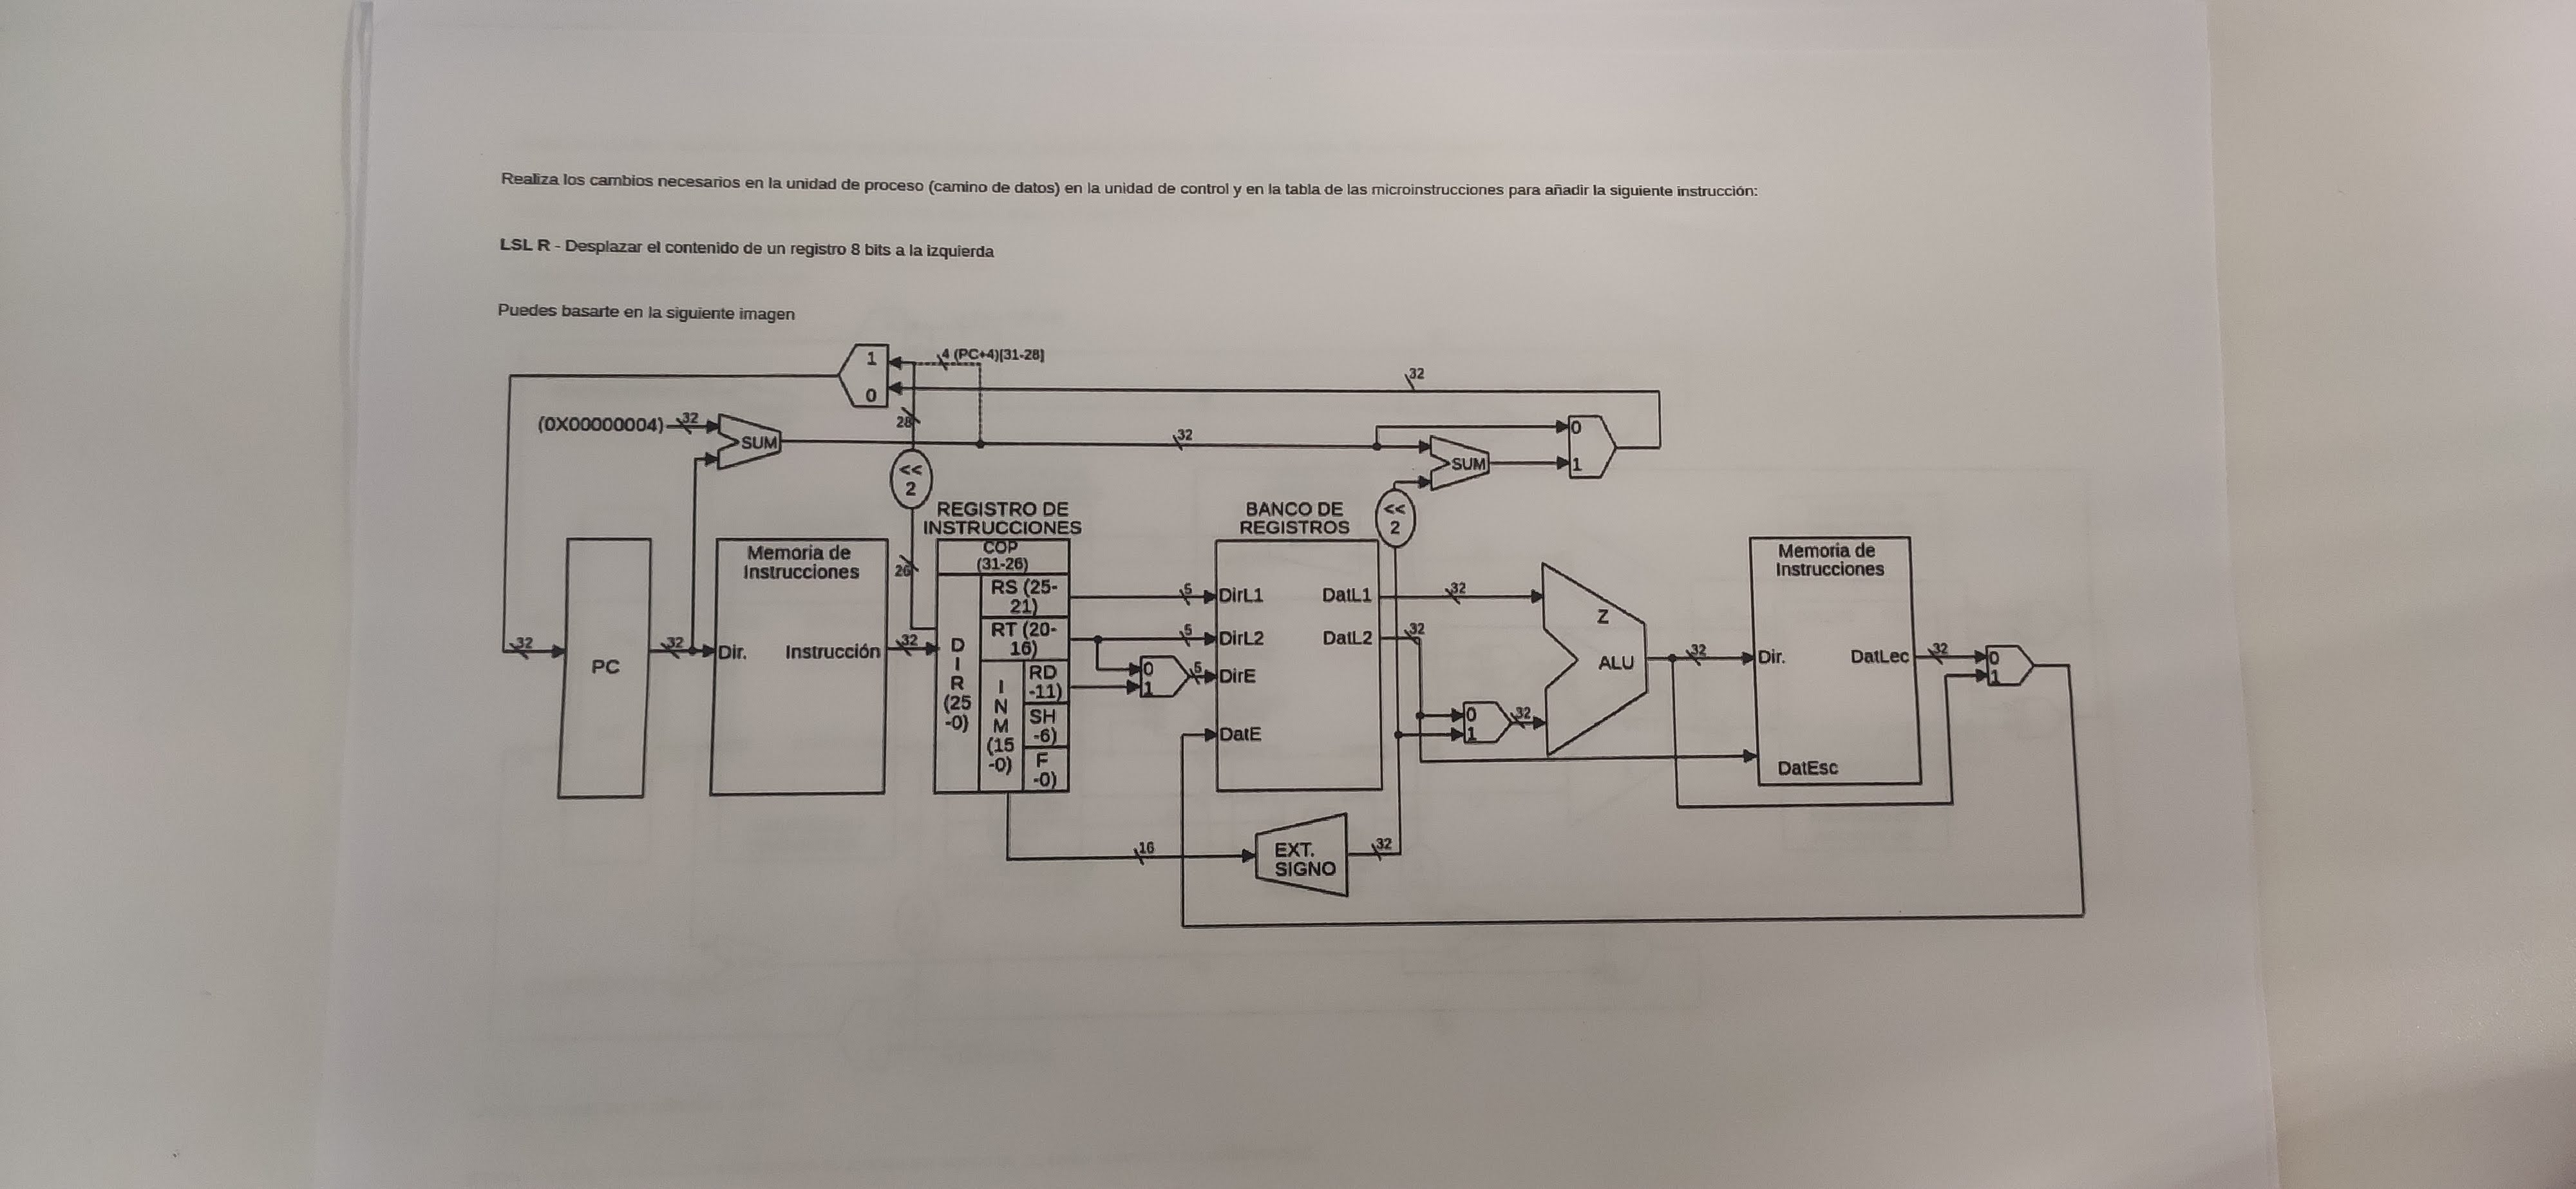 Realiza los cambios necesarios en la unidad de proceso (camino de datos) en la unidad de control y en la tabla de las microinstrucciones para añadir la siguiente instrucción:
LSL R - Desplazar el contenido de un registro 8 bits a la izquierda
Puedes basarte en la siguiente imagen
1
0
4 (PC+4)[31-28]
32
(0X00000004)
32
SUM
28
32
0
1
SUM
<<
2
<<
2
REGISTRO DE
INSTRUCCIONES
BANCO DE
REGISTROS
26
32
PC
32
Memoria de
Instrucciones
Dir.
Instrucción
32
COP
(31-26)
D
I
R
(25
-0)
RS (25-
21)
RT (20-
16)
I
N
M
(15
-0)
RD
-11)
SH
-6)
F
-0)
5
5
0
1
5
DirL1
DirL2
DirE
DatE
DatL1
DatL2
32
32
0
1
32
Z
ALU
32
Memoria de
Instrucciones
Dir.
DatLec
DatEsc
32
0
1
16
EXT.
SIGNO
32